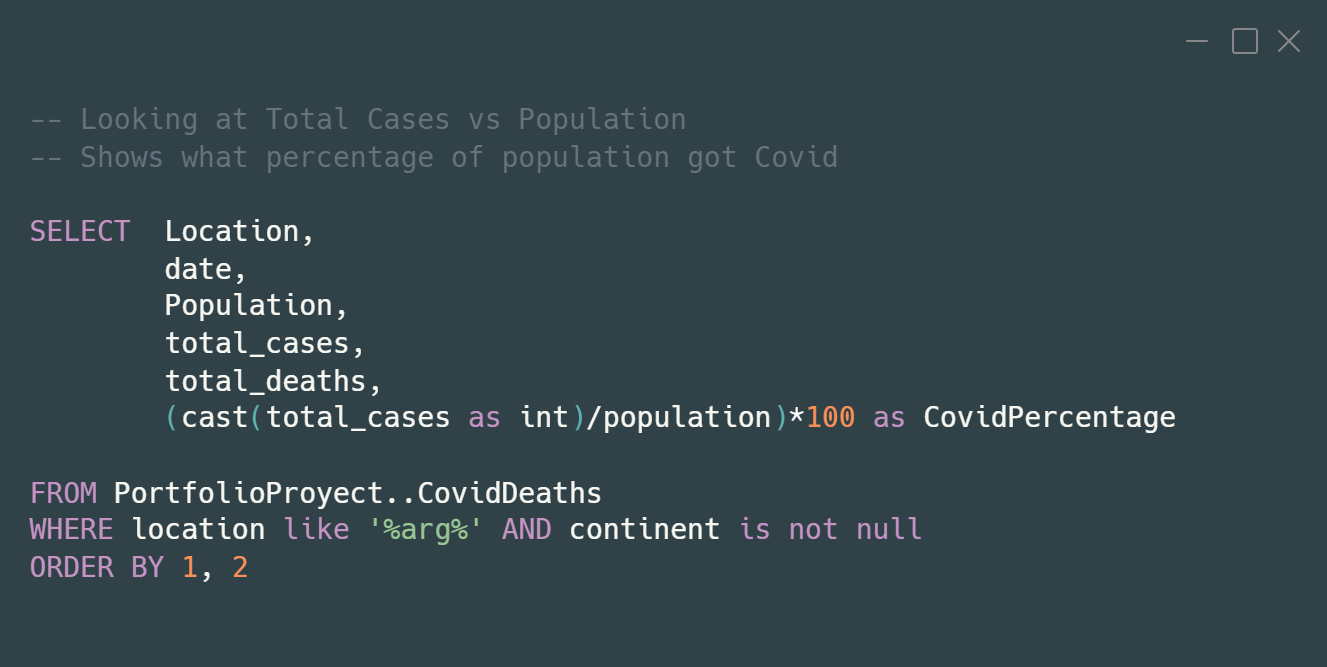 -- Looking at Total Cases vs Population
-- Shows what percentage of population got Covid
SELECT  Location,
        date,
        Population,
        total_cases,
        total_deaths,
        (cast(total_cases as int)/population)*100 as CovidPercentage
FROM PortfolioProyect..CovidDeaths
WHERE location like '%arg%' AND continent is not null
ORDER BY 1, 2